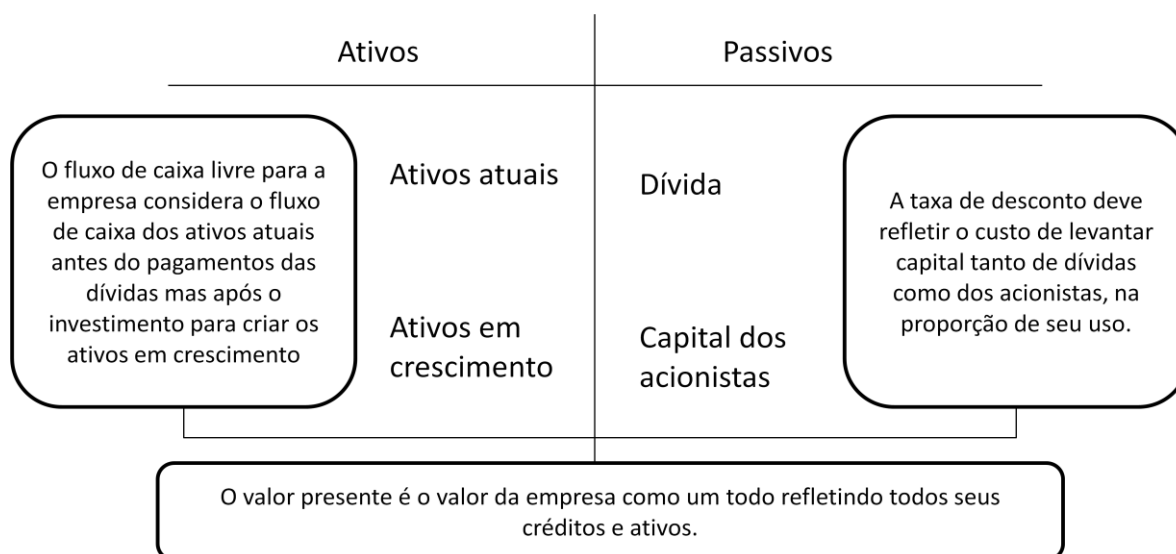 Ativos
Passivos
O fluxo de caixa livre para a
empresa considera o fluxo
de caixa dos ativos atuais
antes do pagamentos das
dívidas mas após o
investimento para criar os
ativos em crescimento
Ativos atuais
Ativos em
crescimento
Dívida
Capital dos
acionistas
A taxa de desconto deve
refletir o custo de levantar
capital tanto de dívidas
como dos acionistas, na
proporção de seu uso.
O valor presente é o valor da empresa como um todo refletindo todos seus
créditos e ativos.